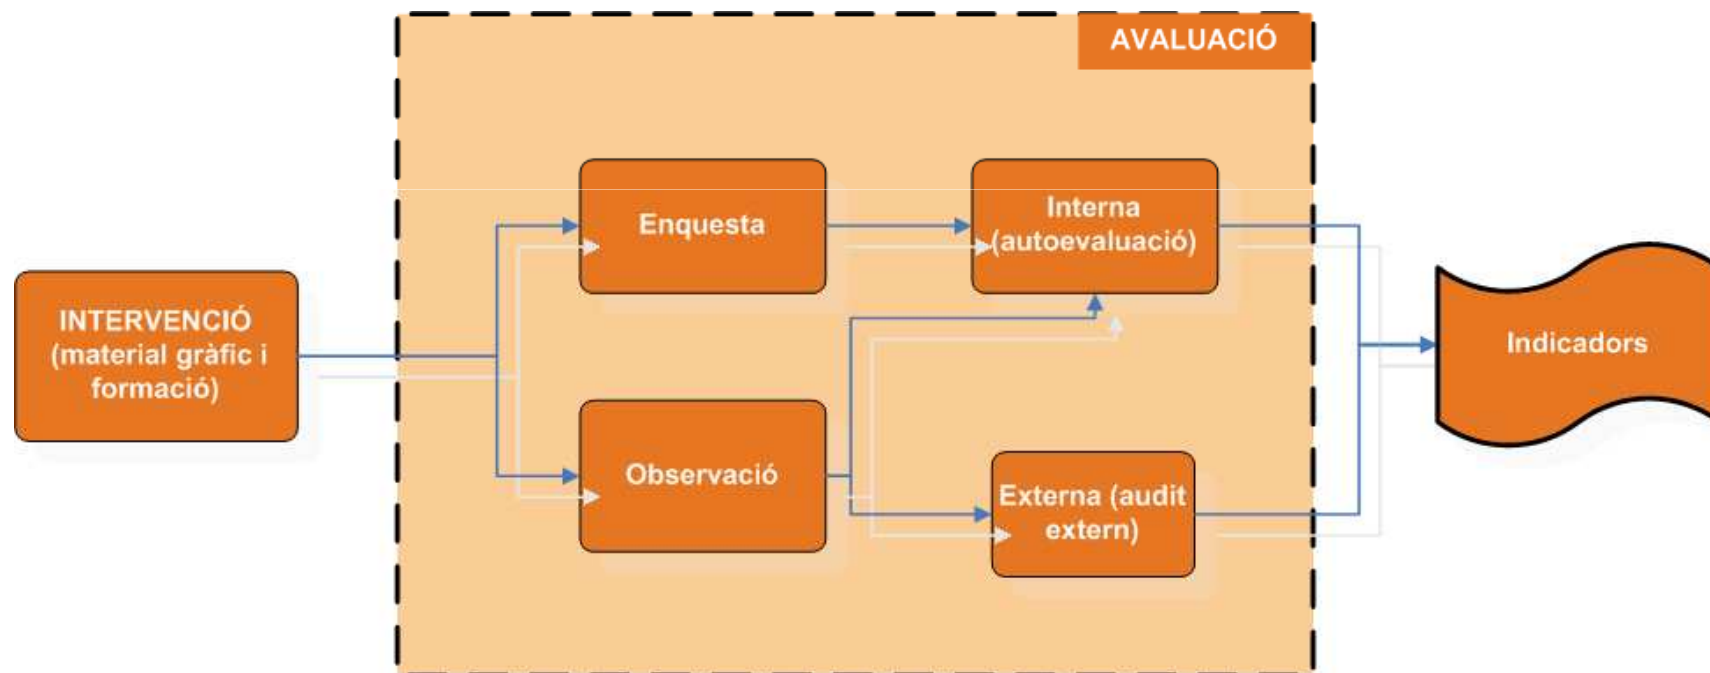 AVALUACIÓ
Enquesta
Interna
(autoevaluació)
INTERVENCIÓ
(material gràfic i
formació)
Indicadors
Observació
Externa (audit
extern)